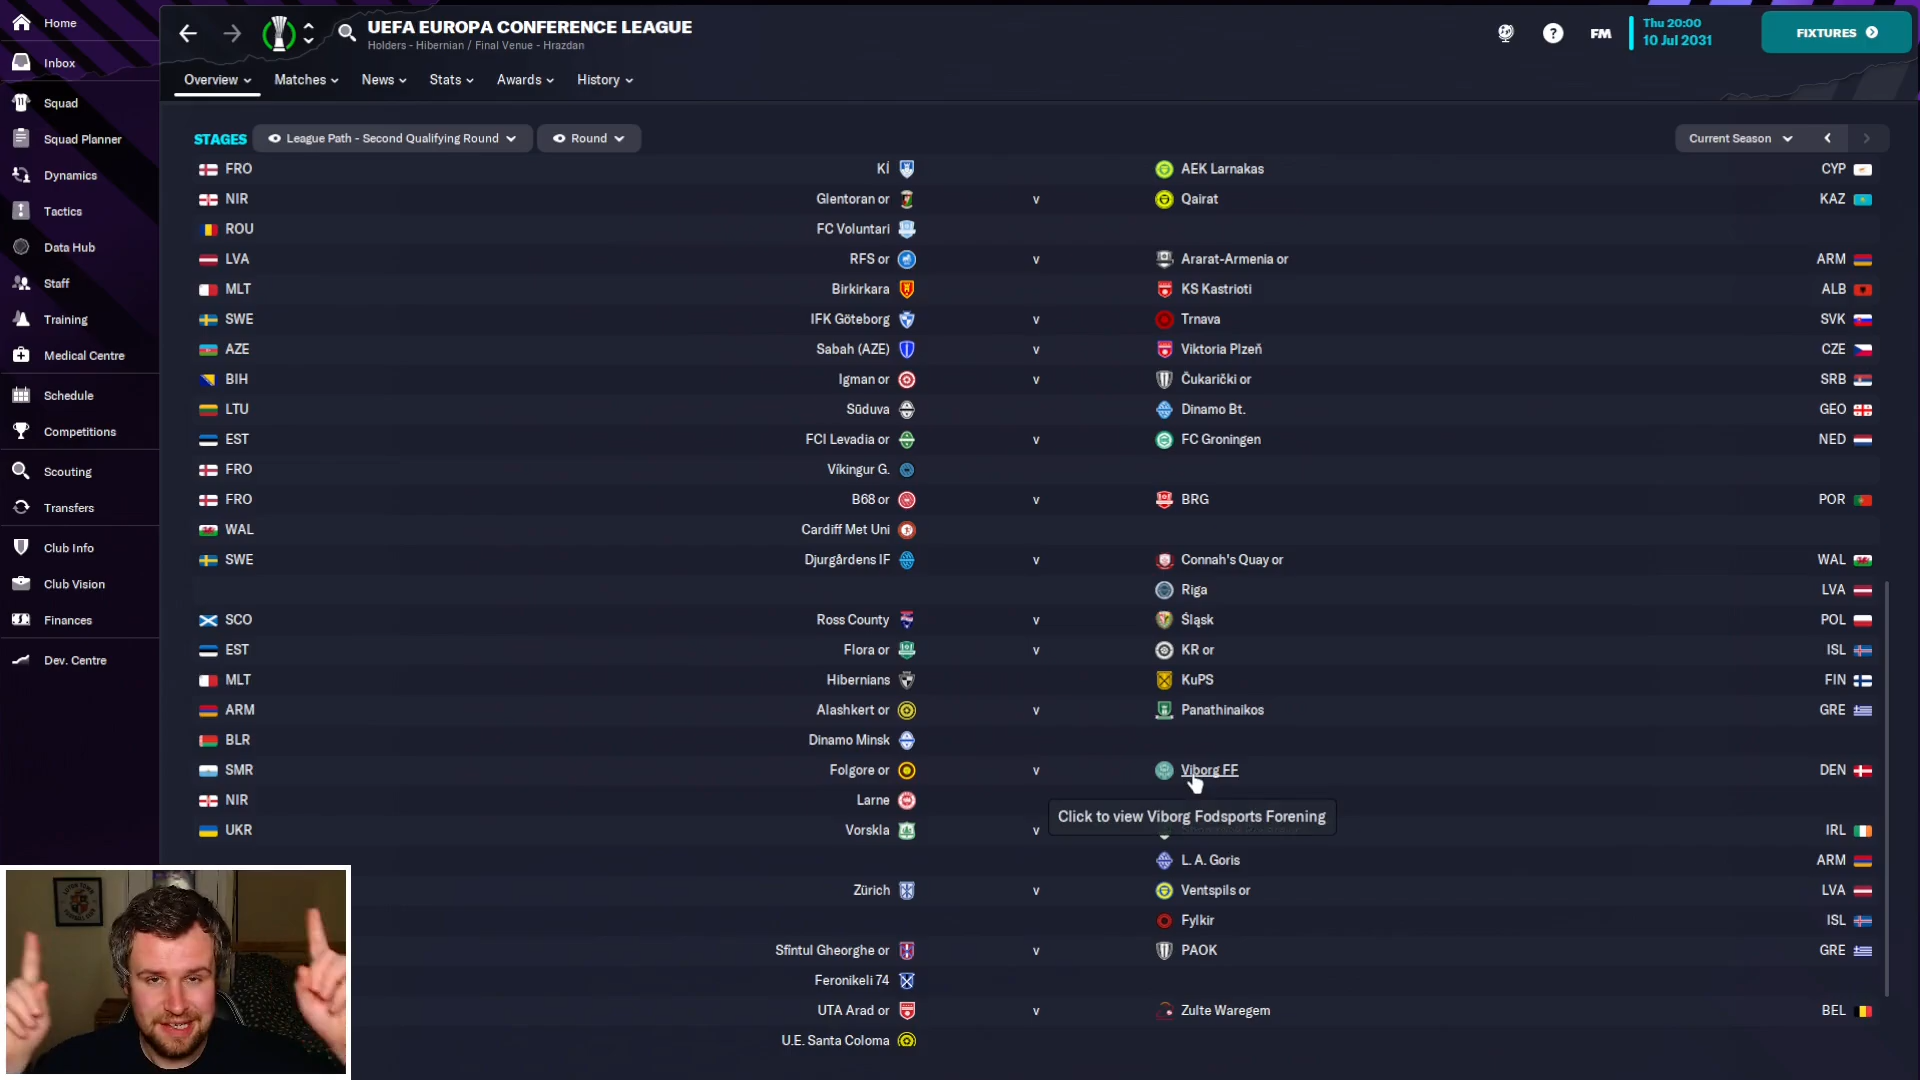 Home
Inbox
Squad
Squad Planner
Dynamics
Tactics
Data Hub
Staff
Training
Medical Centre
Schedule
Competitions
Scouting
Transfers
Club Info
Club Vision
Finances
Dev. Centre
UEFA EUROPA CONFERENCE LEAGUE
Holders - Hibernian / Final Venue - Hrazdan
? FM Thu 20:00
10 Jul 2031
FIXTURES
Overview Matches News Stats Awards History
STAGES League Path - Second Qualifying Round Round Current Season
FRO KÍ AEK Larnakas CYP
NIR Glentoran or v Qairat KAZ
ROU FC Voluntari
LVA RFS or v Ararat-Armenia or ARM
MLT Birkirkara KS Kastrioti ALB
SWE IFK Göteborg v Trnava SVK
AZE Sabah (AZE) v Viktoria Plzeň CZE
BIH Igman or v Čukarički or SRB
LTU Sūduva Dinamo Bt. GEO
EST FCI Levadia or v FC Groningen NED
FRO Víkingur G.
FRO B68 or v BRG POR
WAL Cardiff Met Uni
SWE Djurgårdens IF v Connah's Quay or WAL
Riga LVA
SCO Ross County v Śląsk POL
EST Flora or v KR or ISL
MLT Hibernians KuPS FIN
ARM Alashkert or v Panathinaikos GRE
BLR Dinamo Minsk
SMR Folgore or v Viborg FF DEN
NIR Larne
Click to view Viborg Fodsports Forening
UKR Vorskla v IRL
L. A. Goris ARM
Zürich v Ventspils or LVA
Fylkir ISL
Sfîntul Gheorghe or v PAOK GRE
Feronikeli 74
UTA Arad or v Zulte Waregem BEL
U.E. Santa Coloma